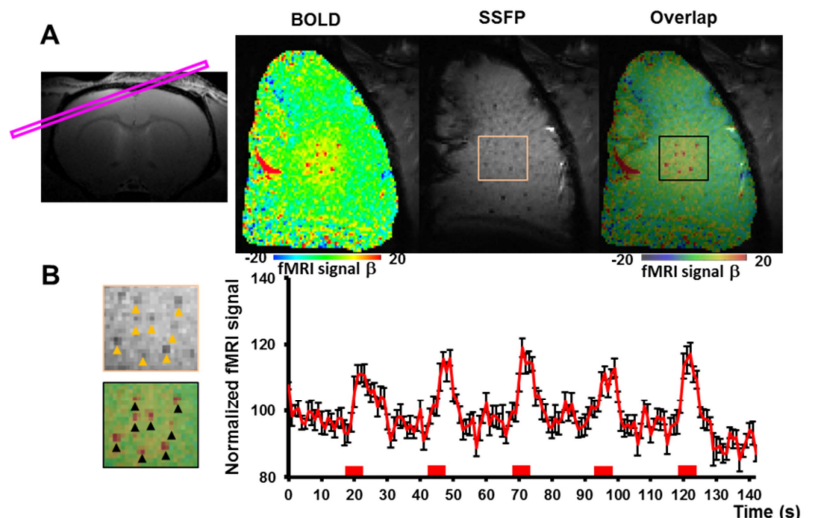 BOLD SSFP Overlap
A
-20 20 -20 20
fMRI signal β fMRI signal β
B
Normalized fMRI signal
140
120
100
80
0 10 20 30 40 50 60 70 80 90 100 110 120 130 140
Time (s)